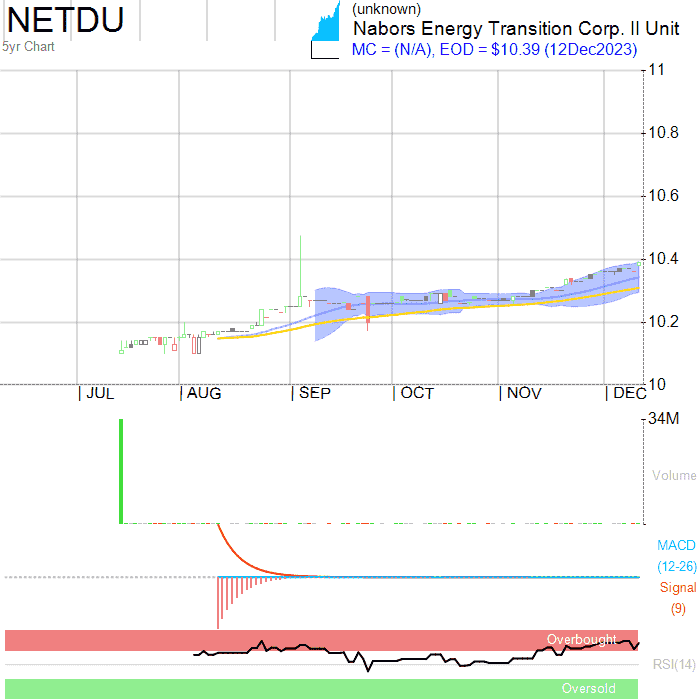 NETDU
5yr Chart
(unknown)
Nabors Energy Transition Corp. II Unit
MC = (N/A), EOD = $10.39 (12Dec2023)
11
10.8
10.6
10.4
10.2
10
JUL AUG SEP OCT NOV DEC
34M
Volume
MACD
(12-26)
Signal
(9)
Overbought
RSI(14)
Oversold